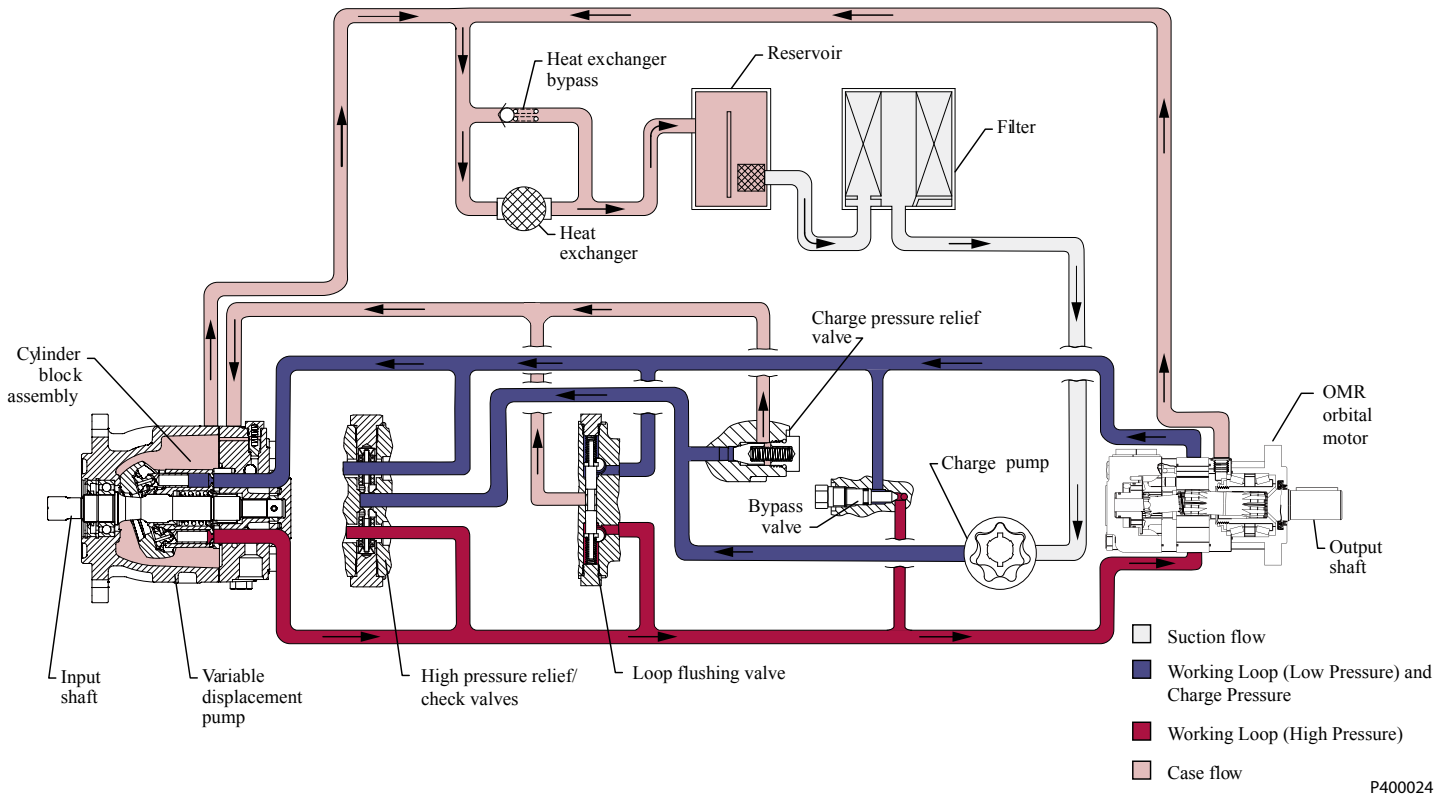 Heat exchanger
bypass
Reservoir
Filter
Heat
exchanger
Charge pressure relief
valve
Cylinder
block
assembly
OMR
orbital
motor
Charge pump
Bypass
valve
Output
shaft
Input
shaft
Variable
displacement
pump
High pressure relief/
check valves
Loop flushing valve
Suction flow
Working Loop (Low Pressure) and
Charge Pressure
Working Loop (High Pressure)
Case flow
P400024